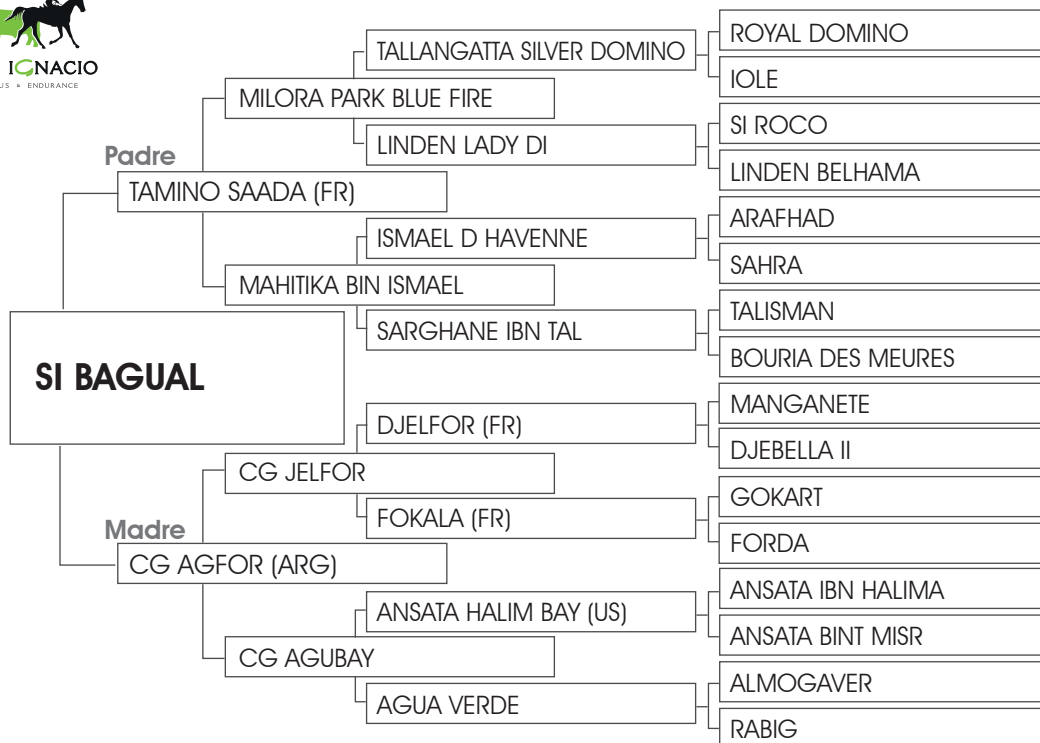 IGNACIO
US & ENDURANCE
TALLANGATTA SILVER DOMINO
ROYAL DOMINO
IOLE
MILORA PARK BLUE FIRE
LINDEN LADY DI
SI ROCO
LINDEN BELHAMA
Padre
TAMINO SAADA (FR)
ISMAEL D HAVENNE
ARAFHAD
SAHRA
MAHITIKA BIN ISMAEL
SARGHANE IBN TAL
TALISMAN
BOURIA DES MEURES
SI BAGUAL
DJELFOR (FR)
MANGANETE
DJEBELLA II
CG JELFOR
FOKALA (FR)
GOKART
FORDA
Madre
CG AGFOR (ARG)
ANSATA HALIM BAY (US)
ANSATA IBN HALIMA
ANSATA BINT MISR
CG AGUBAY
AGUA VERDE
ALMOGAVER
RABIG